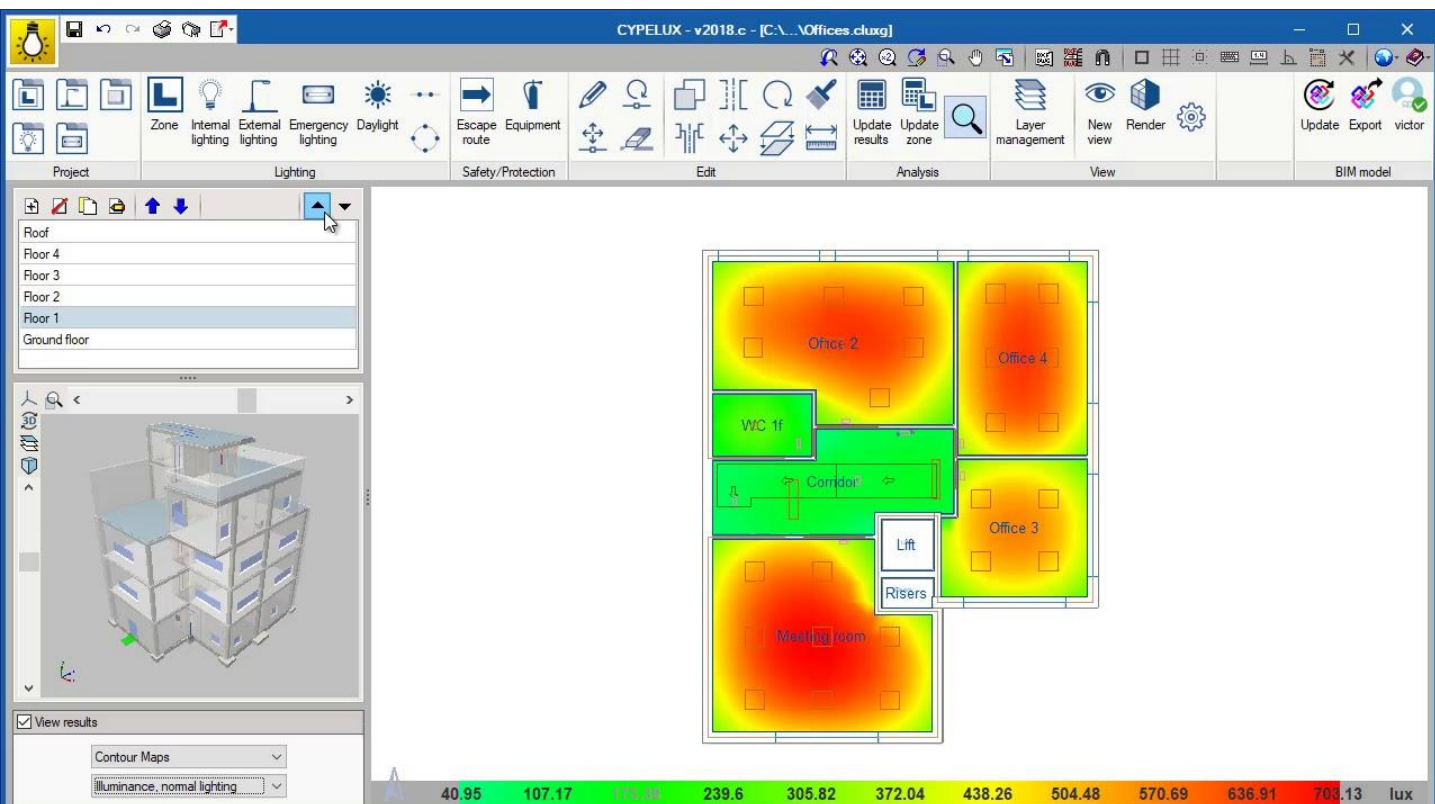 CYPELUX - v2018.c - [C:\...\Offices.cluxg]
Zone
Internal lighting
External lighting
Emergency lighting
Daylight
Escape route
Equipment
Update results
Update zone
Layer management
New view
Render
Update
Export
victor
Project
Lighting
Safety/Protection
Edit
Analysis
View
BIM model
Roof
Floor 4
Floor 3
Floor 2
Floor 1
Ground floor
3D
Office 2
Office 4
WC 1f
Corridor
Office 3
Lift
Risers
Meeting room
View results
Contour Maps
Illuminance, normal lighting
40.95 107.17 239.6 305.82 372.04 438.26 504.48 570.69 636.91 703.13 lux